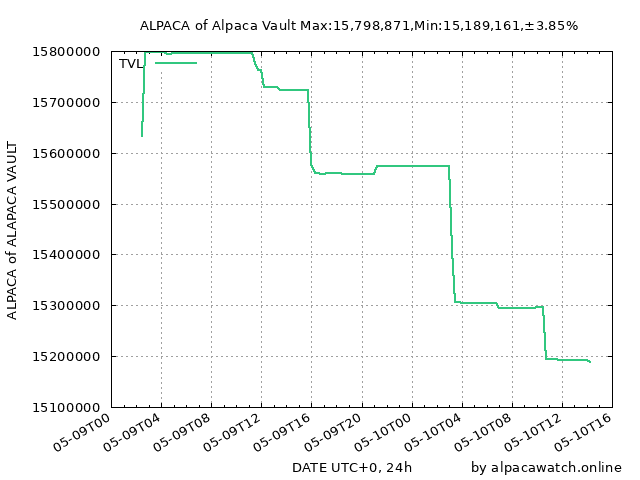 ALPACA of Alpaca Vault Max:15,798,871,Min:15,189,161,±3.85%
TVL
15800000
15700000
15600000
15500000
15400000
15300000
15200000
15100000
ALPACA of ALAPACA VAULT
05-09T00
05-09T04
05-09T08
05-09T12
05-09T16
05-09T20
05-10T00
05-10T04
05-10T08
05-10T12
05-10T16
DATE UTC+0, 24h
by alpacawatch.online